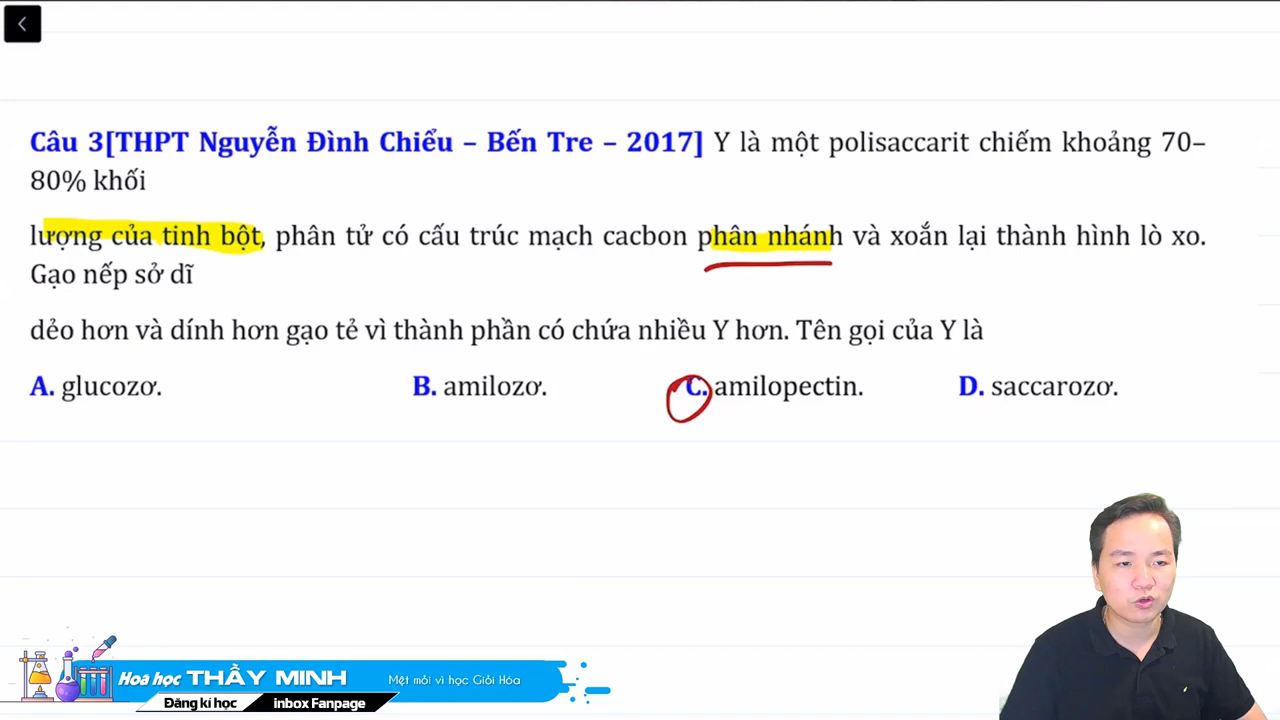 Câu 3[THPT Nguyễn Đình Chiểu – Bến Tre – 2017] Y là một polisaccarit chiếm khoảng 70–
80% khối
lượng của tinh bột, phân tử có cấu trúc mạch cacbon phân nhánh và xoắn lại thành hình lò xo.
Gạo nếp sở dĩ
dẻo hơn và dính hơn gạo tẻ vì thành phần có chứa nhiều Y hơn. Tên gọi của Y là
A. glucozơ. B. amilozơ. C. amilopectin. D. saccarozơ.
Hoá học THẦY MINH Mệt mỏi vì học Giỏi Hóa
Đăng kí học inbox Fanpage